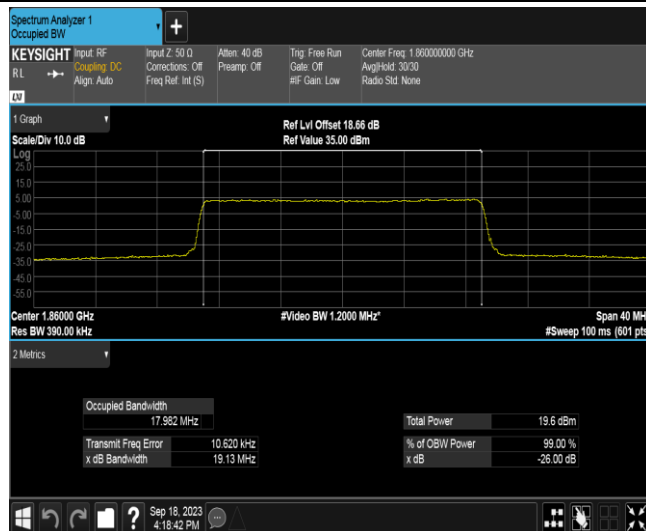 Spectrum Analyzer 1
Occupied BW
+
KEYSIGHT Input: RF Input Z: 50 Ω Atten: 40 dB Trig: Free Run Center Freq: 1.860000000 GHz
RL Coupling: DC Corrections: Off Preamp: Off Gate: Off Avg|Hold: 30/30
Align: Auto Freq Ref: Int (S) #IF Gain: Low Radio Std: None
1 Graph
Ref Lvl Offset 18.66 dB
Scale/Div 10.0 dB Ref Value 35.00 dBm
Log
25.0
15.0
5.00
-5.00
-15.0
-25.0
-35.0
-45.0
-55.0
Center 1.86000 GHz #Video BW 1.2000 MHz* Span 40 MH
Res BW 390.00 kHz #Sweep 100 ms (601 pts
2 Metrics
Occupied Bandwidth
17.982 MHz Total Power 19.6 dBm
Transmit Freq Error 10.620 kHz % of OBW Power 99.00 %
x dB Bandwidth 19.13 MHz x dB -26.00 dB
? Sep 18, 2023
4:18:42 PM